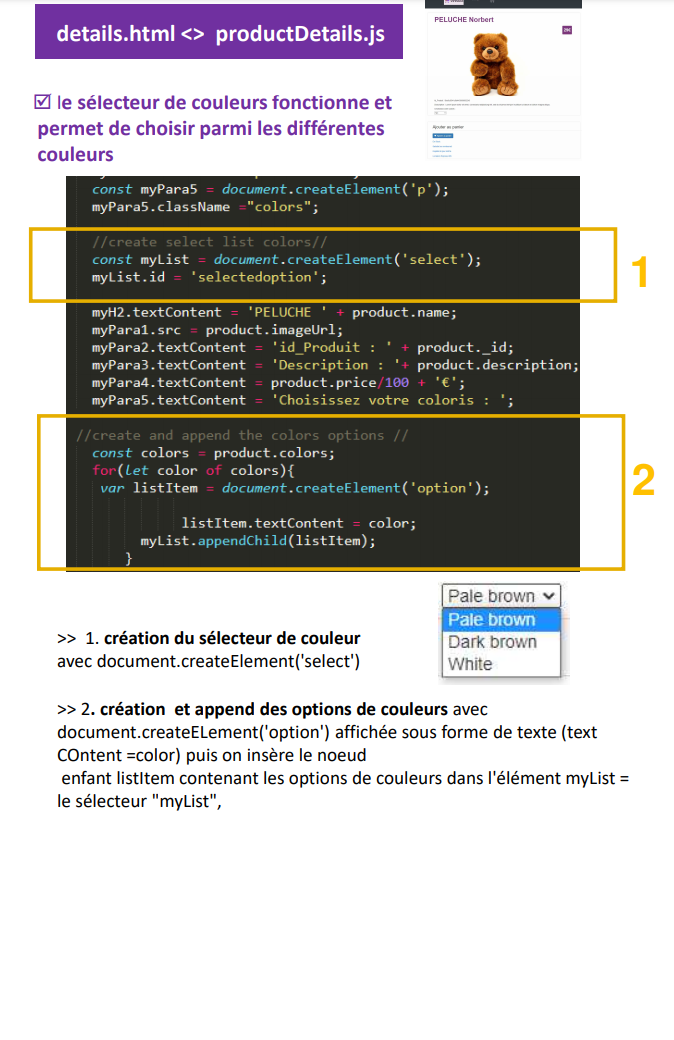 details.html <> productDetails.js
PELUCHE Norbert
Ajouter au panier
☑ le sélecteur de couleurs fonctionne et
permet de choisir parmi les différentes
couleurs
const myPara5 = document.createElement('p');
myPara5.className ="colors";
//create select list colors//
const myList = document.createElement('select');
myList.id = 'selectedoption';
1
myH2.textContent = 'PELUCHE ' + product.name;
myPara1.src = product.imageUrl;
myPara2.textContent = 'id_Produit : ' + product._id;
myPara3.textContent = 'Description : '+ product.description;
myPara4.textContent = product.price/100 + '€';
myPara5.textContent = 'Choisissez votre coloris : ';
//create and append the colors options //
const colors = product.colors;
for(let color of colors){
var listItem = document.createElement('option');
listItem.textContent = color;
myList.appendChild(listItem);
}
2
Pale brown
Pale brown
Dark brown
White
>> 1. création du sélecteur de couleur
avec document.createElement('select')
>> 2. création et append des options de couleurs avec
document.createELement('option') affichée sous forme de texte (text
COntent =color) puis on insère le noeud
enfant listItem contenant les options de couleurs dans l'élément myList =
le sélecteur "myList",